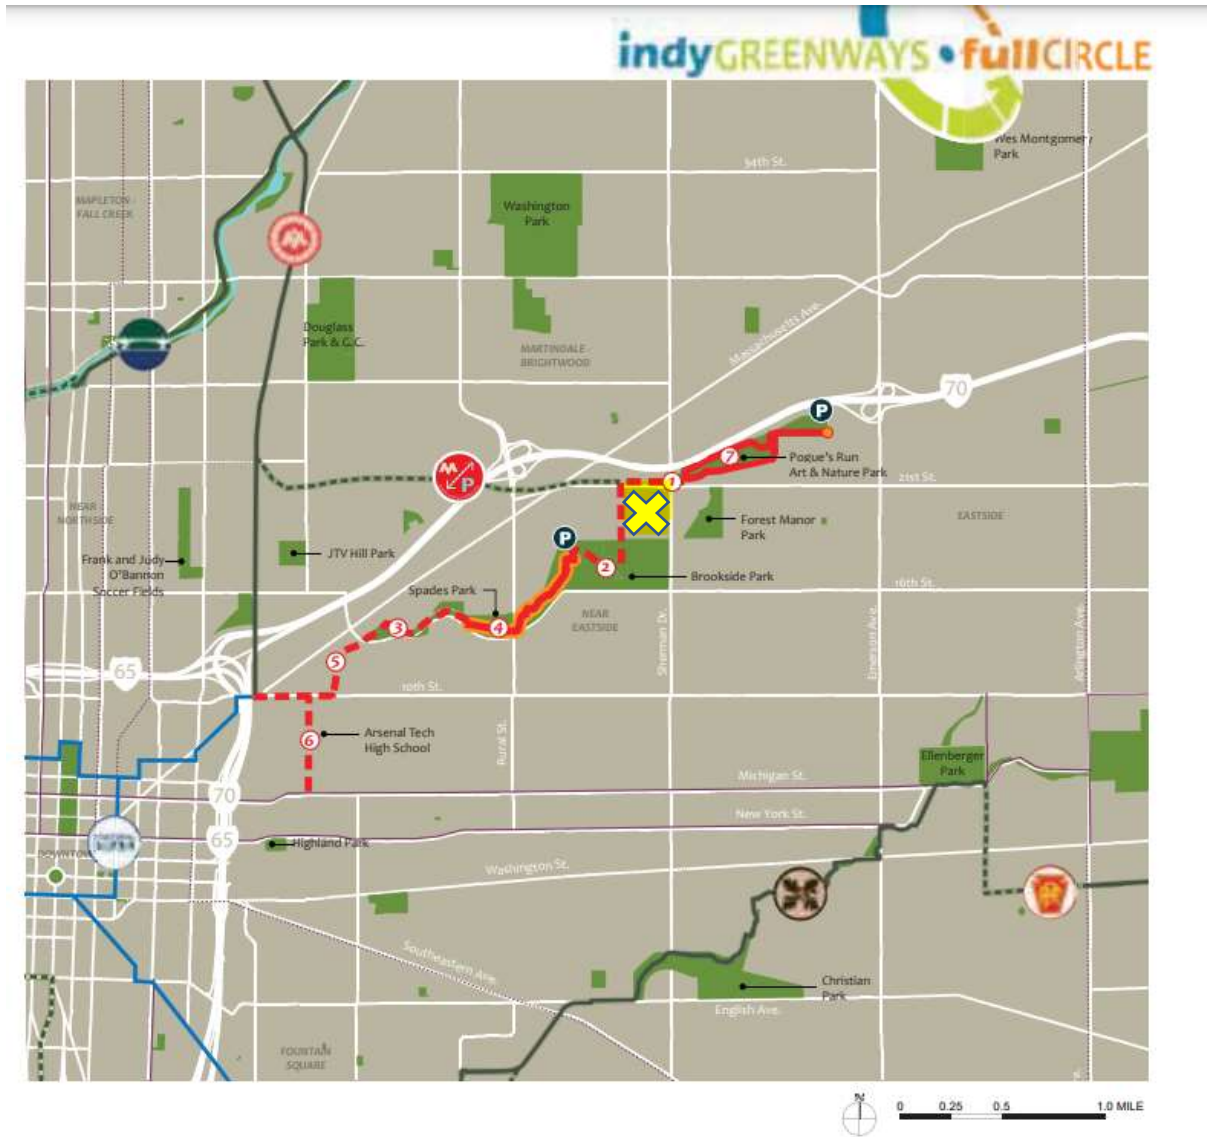 indyGREENWAYS • fullCIRCLE
Wes Montgomery
Park
34th St.
MAPLETON -
FALL CREEK
Washington
Park
Massachusetts Ave.
Douglass
Park & G.C.
MARTINDALE -
BRIGHTWOOD
70
P
7
Pogue's Run
Art & Nature Park
M
P
1
21st St.
NEAR
NORTHSIDE
Forest Manor
Park
EASTSIDE
P
JTV Hill Park
Frank and Judy
O'Bannon
Soccer Fields
2
Brookside Park
16th St.
Spades Park
NEAR
EASTSIDE
3
4
Sherman Dr.
Emerson Ave.
Arlington Ave.
5
65
10th St.
Rural St.
6
Arsenal Tech
High School
Ellenberger
Park
Michigan St.
70
New York St.
65
Highland Park
DOWNTOWN
Washington St.
Southeastern Ave.
Christian
Park
English Ave.
FOUNTAIN
SQUARE
N
0 0.25 0.5 1.0 MILE